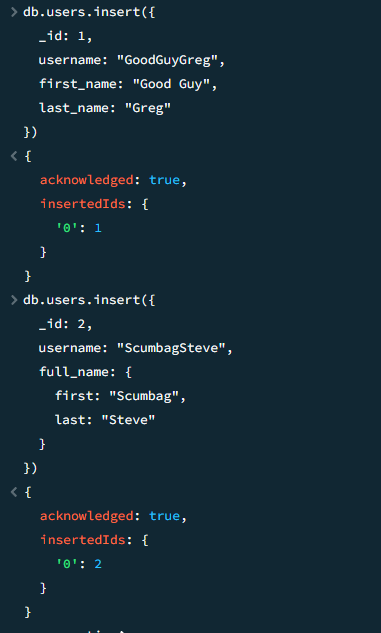 > db.users.insert({
_id: 1,
username: "GoodGuyGreg",
first_name: "Good Guy",
last_name: "Greg"
})
< {
acknowledged: true,
insertedIds: {
'0': 1
}
}
> db.users.insert({
_id: 2,
username: "ScumbagSteve",
full_name: {
first: "Scumbag",
last: "Steve"
}
})
< {
acknowledged: true,
insertedIds: {
'0': 2
}
}